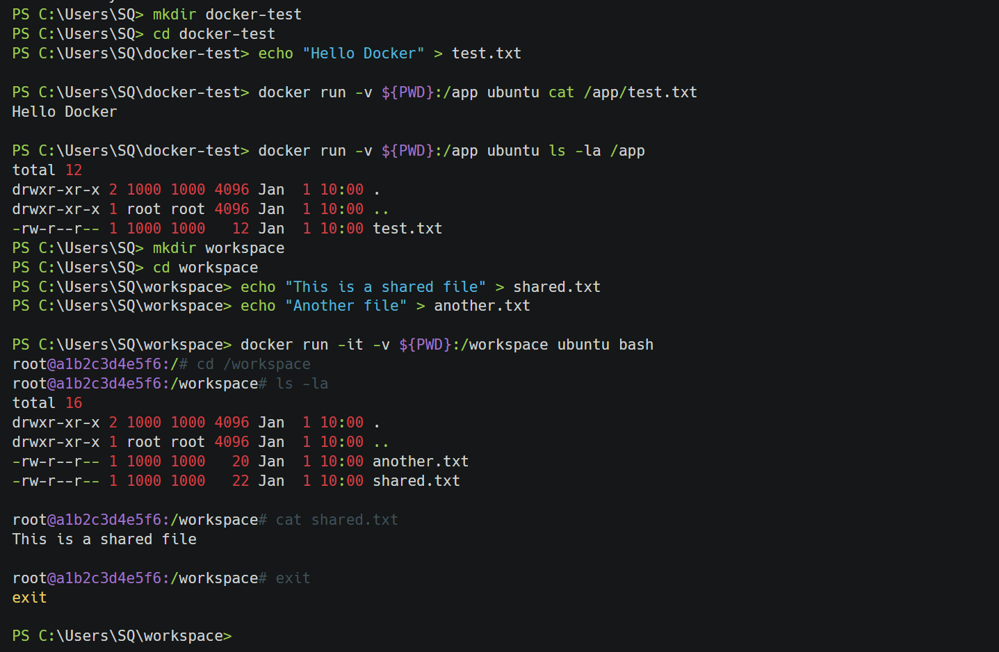 PS C:\Users\SQ> mkdir docker-test
PS C:\Users\SQ> cd docker-test
PS C:\Users\SQ\docker-test> echo "Hello Docker" > test.txt

PS C:\Users\SQ\docker-test> docker run -v ${PWD}:/app ubuntu cat /app/test.txt
Hello Docker

PS C:\Users\SQ\docker-test> docker run -v ${PWD}:/app ubuntu ls -la /app
total 12
drwxr-xr-x 2 1000 1000 4096 Jan  1 10:00 .
drwxr-xr-x 1 root root 4096 Jan  1 10:00 ..
-rw-r--r-- 1 1000 1000   12 Jan  1 10:00 test.txt
PS C:\Users\SQ> mkdir workspace
PS C:\Users\SQ> cd workspace
PS C:\Users\SQ\workspace> echo "This is a shared file" > shared.txt
PS C:\Users\SQ\workspace> echo "Another file" > another.txt

PS C:\Users\SQ\workspace> docker run -it -v ${PWD}:/workspace ubuntu bash
root@a1b2c3d4e5f6:/# cd /workspace
root@a1b2c3d4e5f6:/workspace# ls -la
total 16
drwxr-xr-x 2 1000 1000 4096 Jan  1 10:00 .
drwxr-xr-x 1 root root 4096 Jan  1 10:00 ..
-rw-r--r-- 1 1000 1000   20 Jan  1 10:00 another.txt
-rw-r--r-- 1 1000 1000   22 Jan  1 10:00 shared.txt

root@a1b2c3d4e5f6:/workspace# cat shared.txt
This is a shared file

root@a1b2c3d4e5f6:/workspace# exit
exit

PS C:\Users\SQ\workspace>